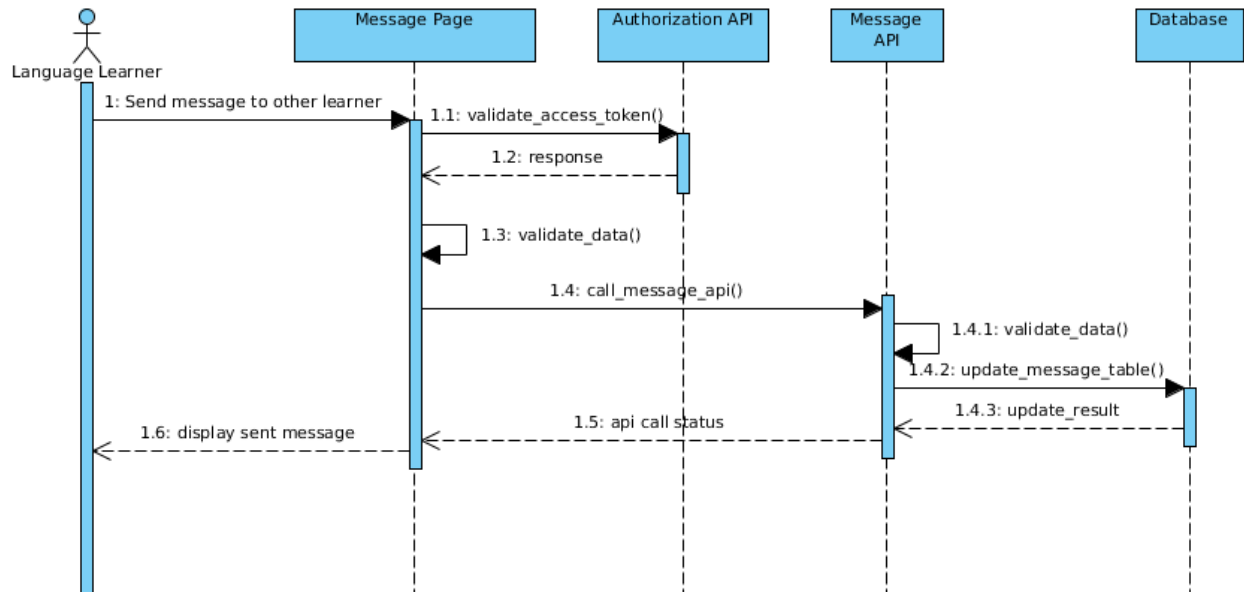 Message Page
Authorization API
Message
API
Database
Language Learner
1: Send message to other learner
1.1: validate_access_token()
1.2: response
1.3: validate_data()
1.4: call_message_api()
1.4.1: validate_data()
1.4.2: update_message_table()
1.4.3: update_result
1.5: api call status
1.6: display sent message